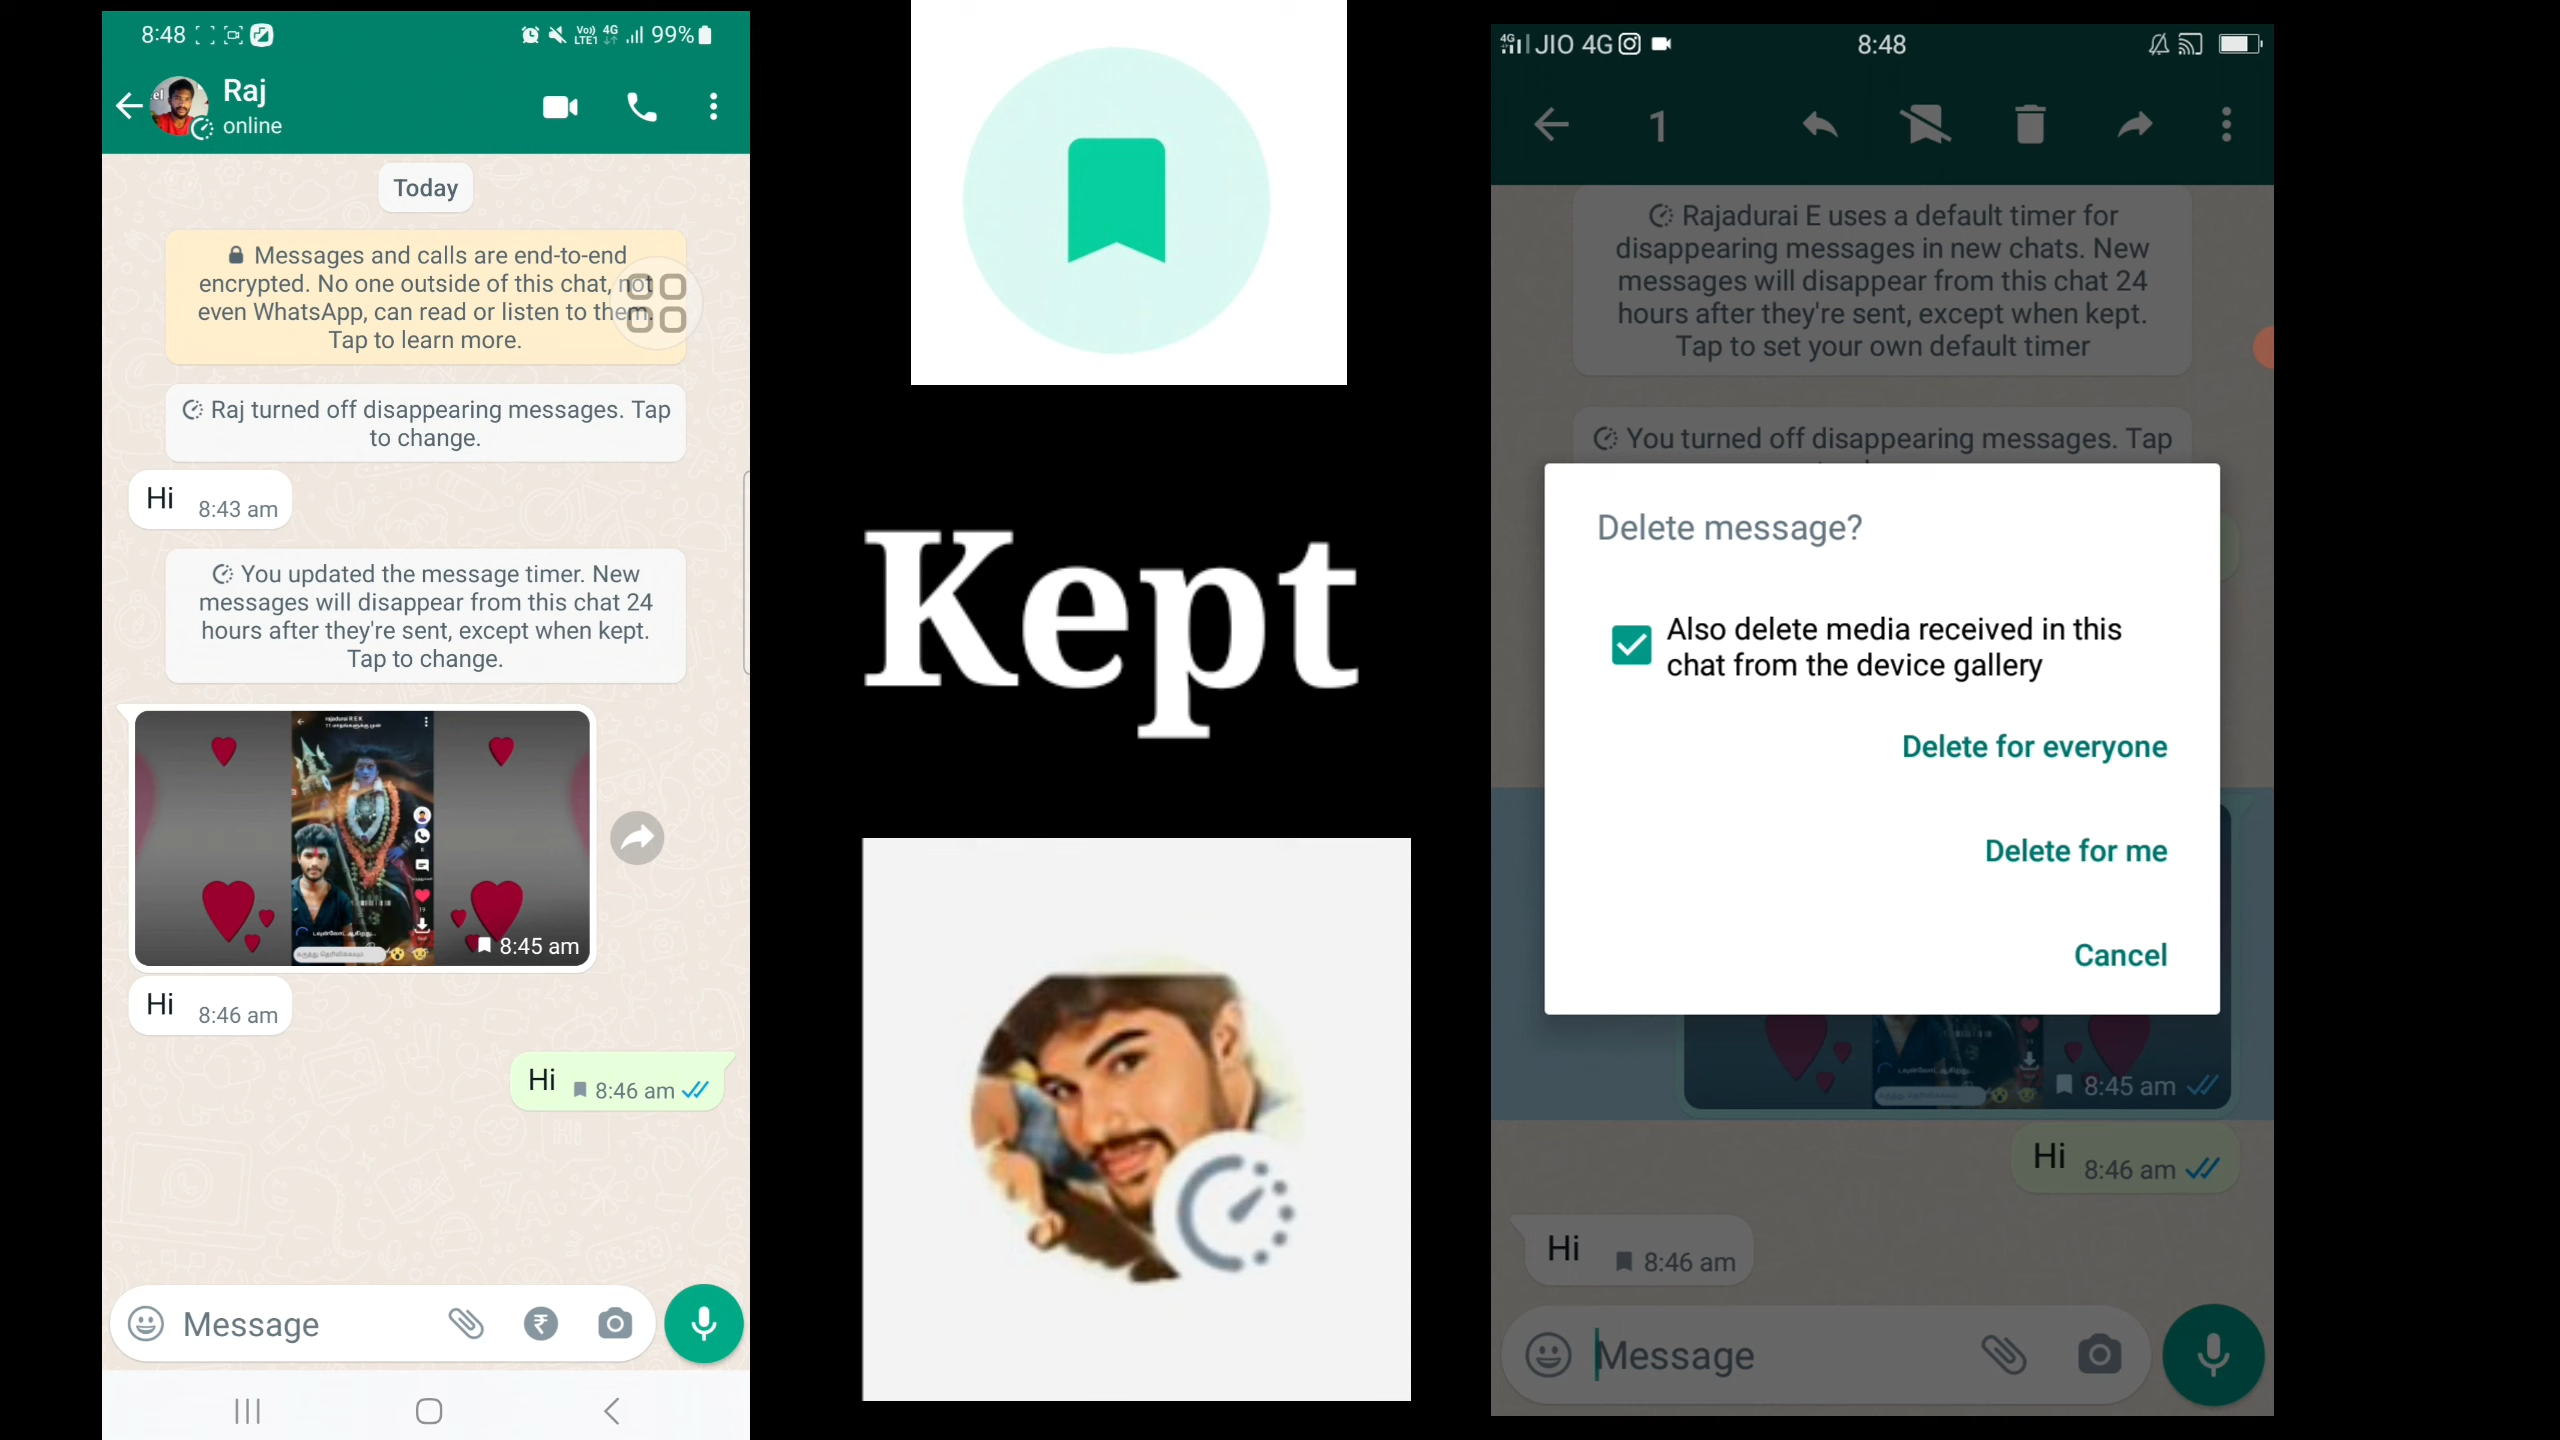 8:48
Vo)) 4G
LTE1
99%
Raj
online
Today
Messages and calls are end-to-end
encrypted. No one outside of this chat, not
even WhatsApp, can read or listen to them.
Tap to learn more.
Raj turned off disappearing messages. Tap
to change.
Hi 8:43 am
You updated the message timer. New
messages will disappear from this chat 24
hours after they're sent, except when kept.
Tap to change.
8:45 am
Hi 8:46 am
Hi 8:46 am
Message
Kept
4G JIO 4G 8:48
1
Rajadurai E uses a default timer for
disappearing messages in new chats. New
messages will disappear from this chat 24
hours after they're sent, except when kept.
Tap to set your own default timer
You turned off disappearing messages. Tap
Delete message?
Also delete media received in this
chat from the device gallery
Delete for everyone
Delete for me
Cancel
8:45 am
Hi 8:46 am
Hi 8:46 am
Message